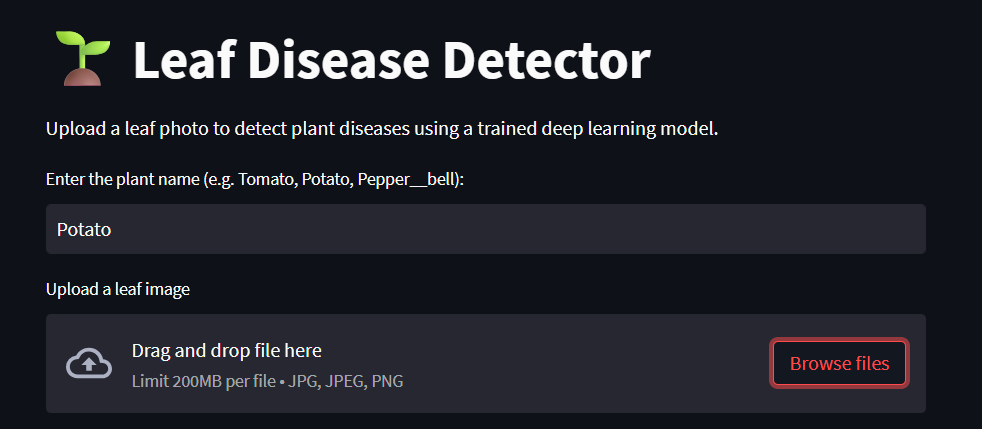 Leaf Disease Detector
Upload a leaf photo to detect plant diseases using a trained deep learning model.
Enter the plant name (e.g. Tomato, Potato, Pepper__bell):
Potato
Upload a leaf image
Drag and drop file here
Limit 200MB per file • JPG, JPEG, PNG
Browse files